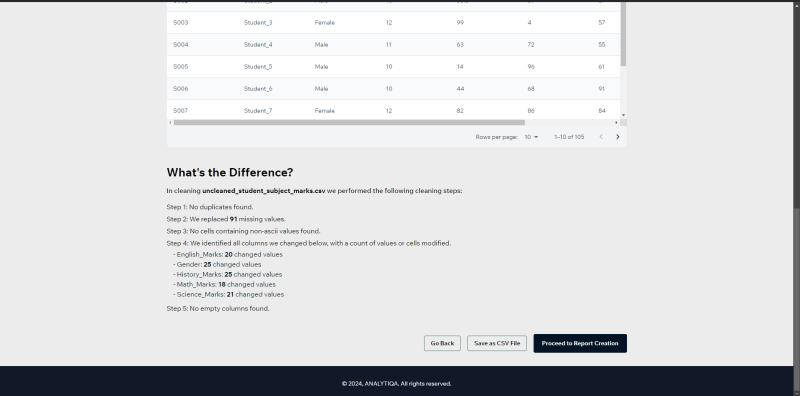 S003 Student_3 Female 12 99 4 57
S004 Student_4 Male 11 63 72 55
S005 Student_5 Male 10 14 96 61
S006 Student_6 Male 10 44 68 91
S007 Student_7 Female 12 82 86 84
Rows per page: 10 1–10 of 105
What's the Difference?
In cleaning uncleaned_student_subject_marks.csv we performed the following cleaning steps:
Step 1: No duplicates found.
Step 2: We replaced 91 missing values.
Step 3: No cells containing non-ascii values found.
Step 4: We identified all columns we changed below, with a count of values or cells modified.
- English_Marks: 20 changed values
- Gender: 25 changed values
- History_Marks: 25 changed values
- Math_Marks: 18 changed values
- Science_Marks: 21 changed values
Step 5: No empty columns found.
Go Back Save as CSV File Proceed to Report Creation
© 2024, ANALYTIQA. All rights reserved.